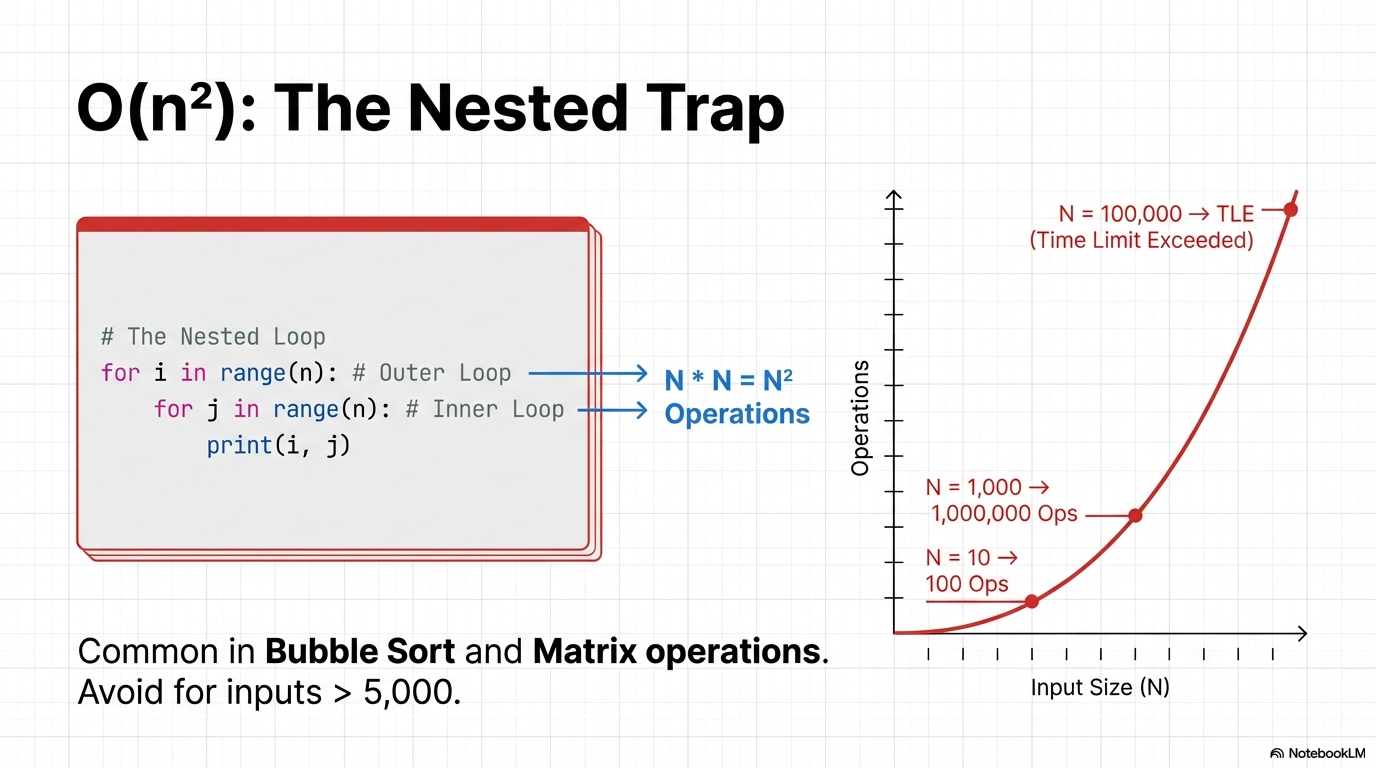 O(n²): The Nested Trap
# The Nested Loop
for i in range(n): # Outer Loop
    for j in range(n): # Inner Loop
        print(i, j)
N * N = N²
Operations
Common in Bubble Sort and Matrix operations.
Avoid for inputs > 5,000.
N = 100,000 → TLE
(Time Limit Exceeded)
Operations
N = 1,000 →
1,000,000 Ops
N = 10 →
100 Ops
Input Size (N)
NotebookLM